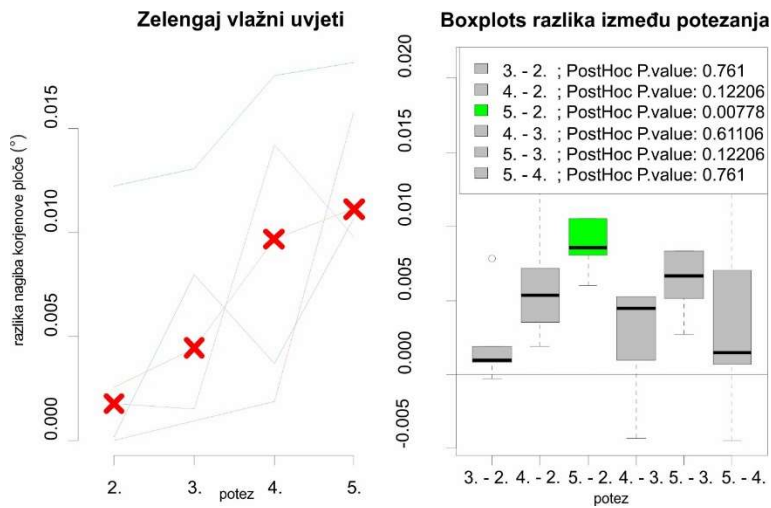 Zelengaj vlažni uvjeti
razlika nagiba korjenove ploče (°)
0.015
0.010
0.005
0.000
2. 3. 4. 5.
potez
Boxplots razlika između potezanja
0.020
0.015
0.010
0.005
0.000
-0.005
3. - 2. ; PostHoc P.value: 0.761
4. - 2. ; PostHoc P.value: 0.12206
5. - 2. ; PostHoc P.value: 0.00778
4. - 3. ; PostHoc P.value: 0.61106
5. - 3. ; PostHoc P.value: 0.12206
5. - 4. ; PostHoc P.value: 0.761
3. - 2. 4. - 2. 5. - 2. 4. - 3. 5. - 3. 5. - 4.
potez